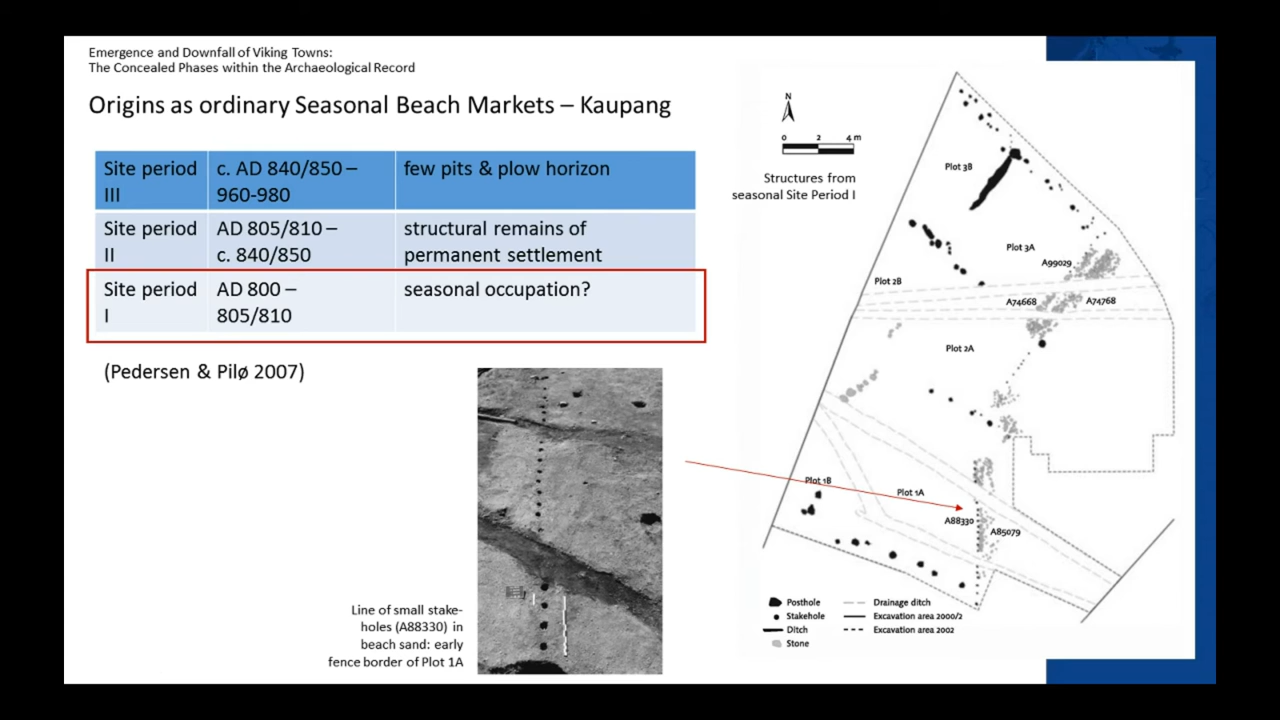 Emergence and Downfall of Viking Towns:
The Concealed Phases within the Archaeological Record
Origins as ordinary Seasonal Beach Markets – Kaupang
Site period III
c. AD 840/850 – 960-980
few pits & plow horizon
Site period II
AD 805/810 – c. 840/850
structural remains of permanent settlement
Site period I
AD 800 – 805/810
seasonal occupation?
(Pedersen & Pilø 2007)
Line of small stake-
holes (A88330) in
beach sand: early
fence border of Plot 1A
N
0 2 4 m
Structures from
seasonal Site Period I
Plot 3B
Plot 3A
A99029
Plot 2B
A74668
A74768
Plot 2A
Plot 1B
Plot 1A
A88330
A85079
Posthole
Stakehole
Ditch
Stone
Drainage ditch
Excavation area 2000/2
Excavation area 2002